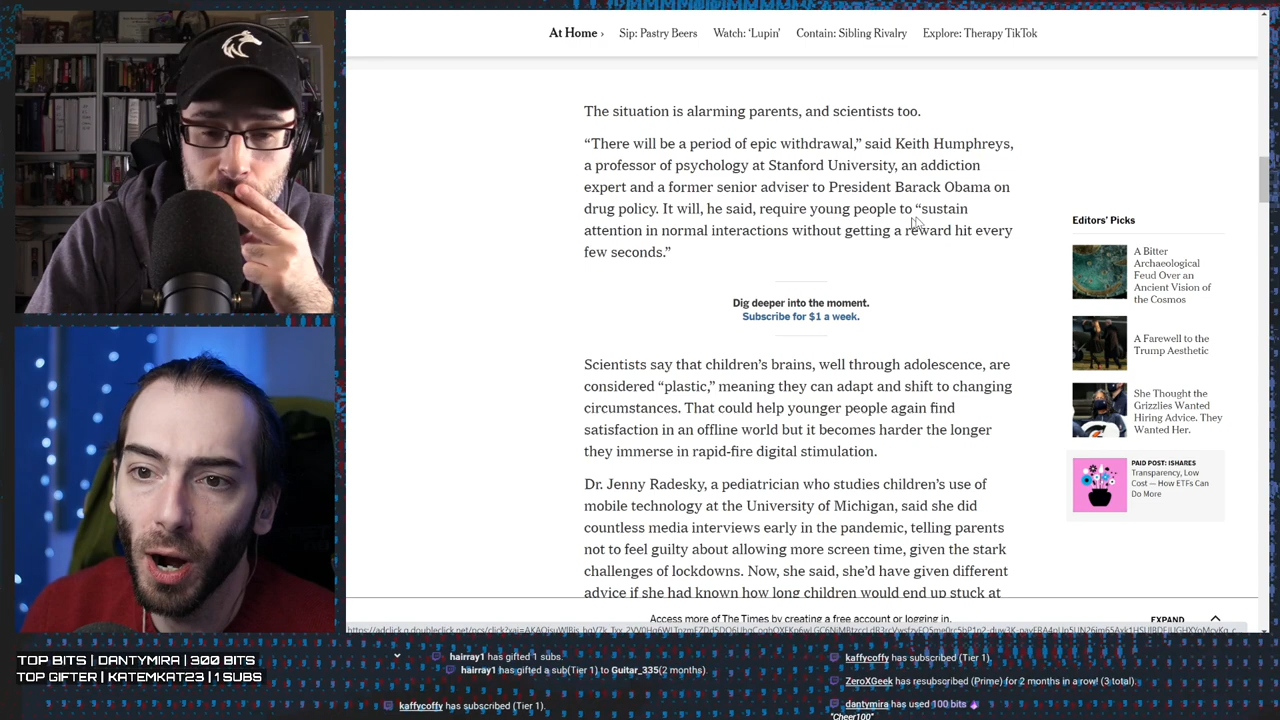 At Home ›
Sip: Pastry Beers
Watch: ‘Lupin’
Contain: Sibling Rivalry
Explore: Therapy TikTok
The situation is alarming parents, and scientists too.
“There will be a period of epic withdrawal,” said Keith Humphreys,
a professor of psychology at Stanford University, an addiction
expert and a former senior adviser to President Barack Obama on
drug policy. It will, he said, require young people to “sustain
attention in normal interactions without getting a reward hit every
few seconds.”
Dig deeper into the moment.
Subscribe for $1 a week.
Scientists say that children’s brains, well through adolescence, are
considered “plastic,” meaning they can adapt and shift to changing
circumstances. That could help younger people again find
satisfaction in an offline world but it becomes harder the longer
they immerse in rapid-fire digital stimulation.
Dr. Jenny Radesky, a pediatrician who studies children’s use of
mobile technology at the University of Michigan, said she did
countless media interviews early in the pandemic, telling parents
not to feel guilty about allowing more screen time, given the stark
challenges of lockdowns. Now, she said, she’d have given different
advice if she had known how long children would end up stuck at
Editors’ Picks
A Bitter
Archaeological
Feud Over an
Ancient Vision of
the Cosmos
A Farewell to the
Trump Aesthetic
She Thought the
Grizzlies Wanted
Hiring Advice. They
Wanted Her.
PAID POST: ISHARES
Transparency, Low
Cost — How ETFs Can
Do More
Access more of The Times by creating a free account or logging in.
EXPAND
TOP BITS | DANTYMIRA | 300 BITS
TOP GIFTER | KATEMKAT23 | 1 SUBS
hairray1 has gifted 1 subs.
hairray1 has gifted a sub(Tier 1) to Guitar_335(2 months).
kaffycoffy has subscribed (Tier 1).
kaffycoffy has subscribed (Tier 1).
ZeroXGeek has resubscribed (Prime) for 2 months in a row! (3 total).
dantymira has used 100 bits
"Cheer100"